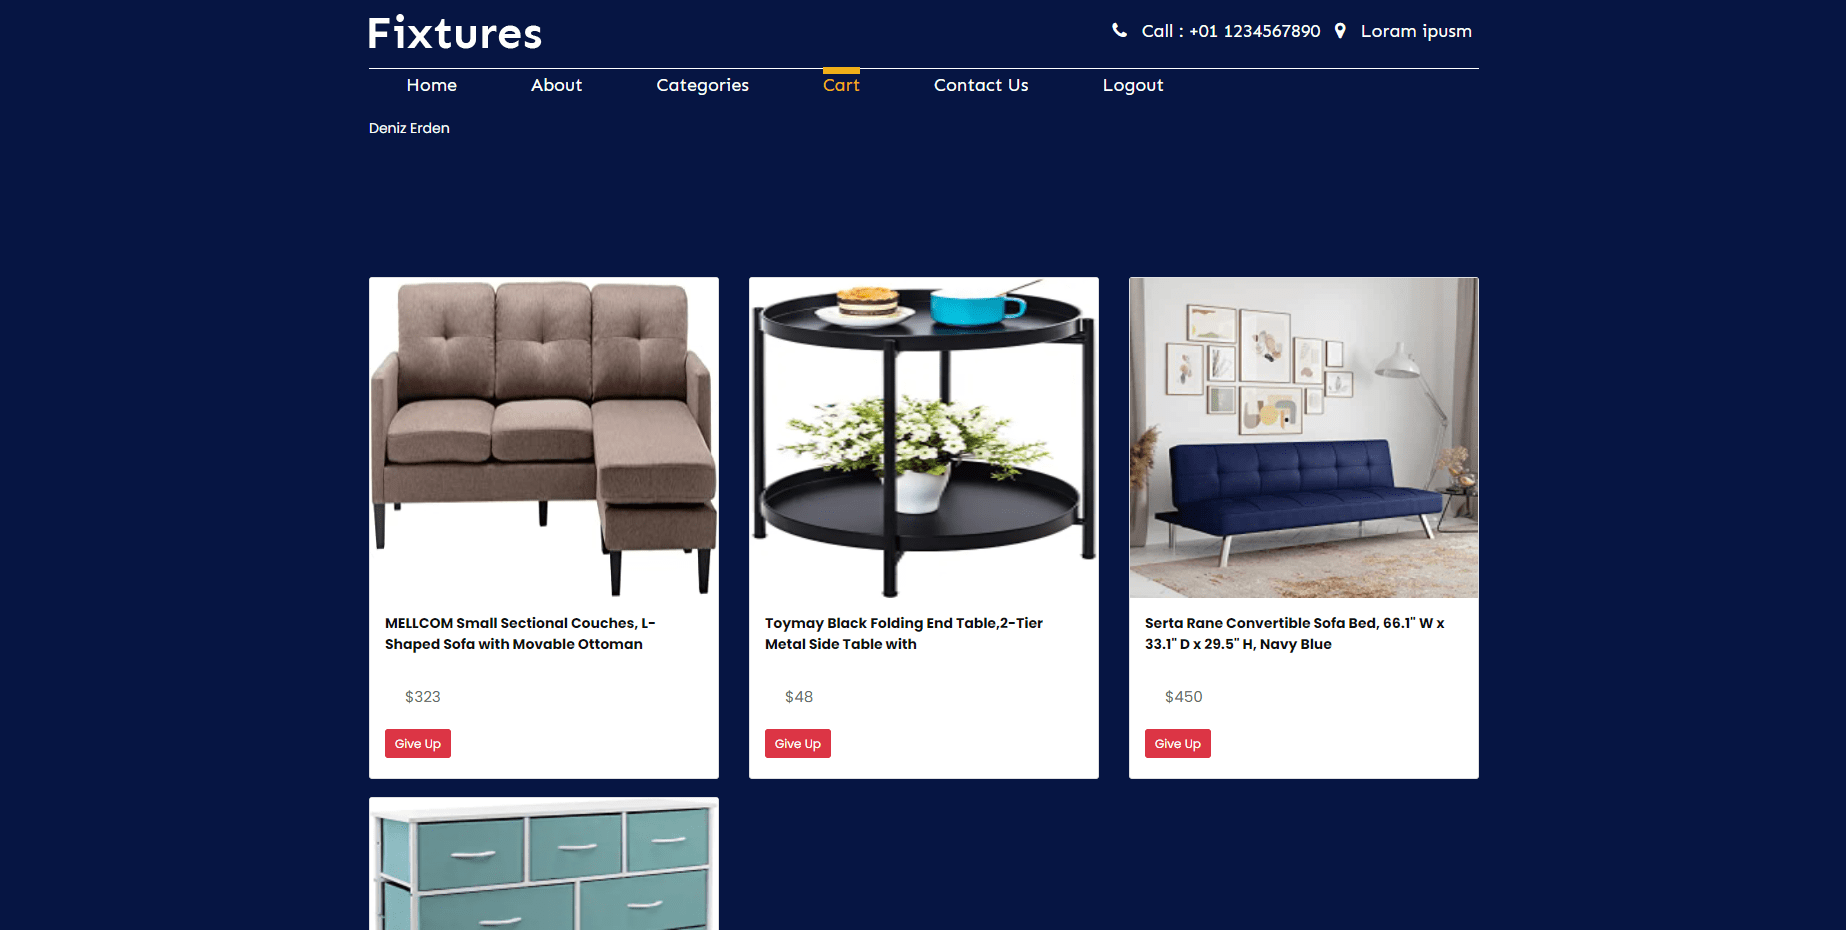 Fixtures
Call : +01 1234567890 Loram ipusm
Home About Categories Cart Contact Us Logout
Deniz Erden
MELLCOM Small Sectional Couches, L-
Shaped Sofa with Movable Ottoman
$323
Give Up
Toymay Black Folding End Table,2-Tier
Metal Side Table with
$48
Give Up
Serta Rane Convertible Sofa Bed, 66.1" W x
33.1" D x 29.5" H, Navy Blue
$450
Give Up